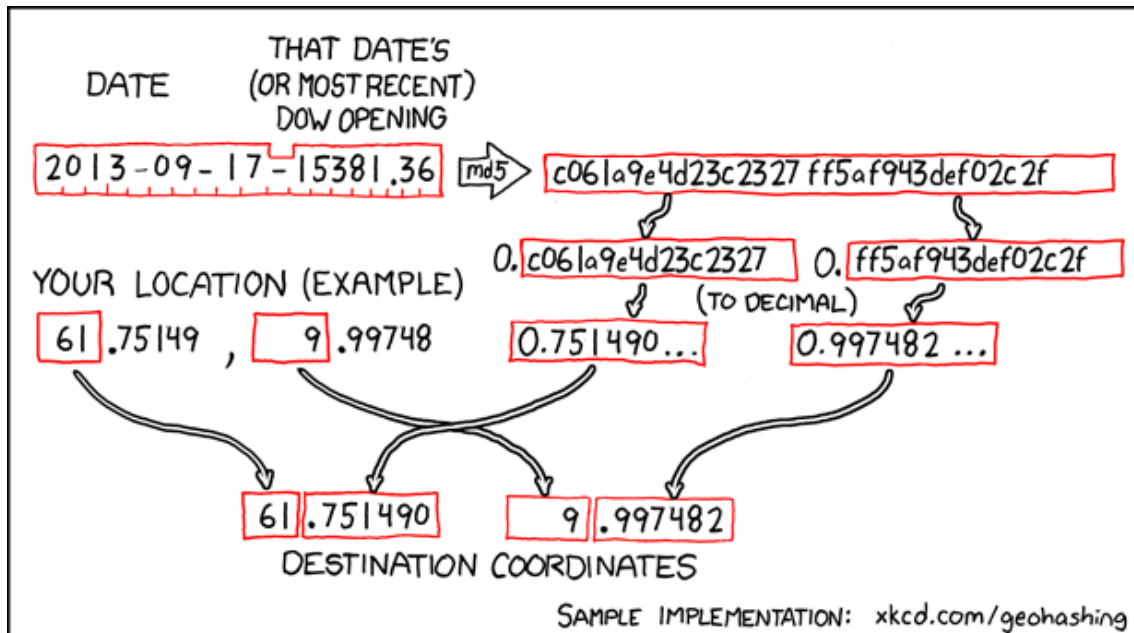 DATE
THAT DATE'S
(OR MOST RECENT)
DOW OPENING
2013-09-17-15381.36
md5
c061a9e4d23c2327ff5af943def02c2f
0.c061a9e4d23c2327
0.ff5af943def02c2f
(TO DECIMAL)
YOUR LOCATION (EXAMPLE)
61.75149, 9.99748
0.751490...
0.997482...
61.751490
9.997482
DESTINATION COORDINATES
SAMPLE IMPLEMENTATION: xkcd.com/geohashing